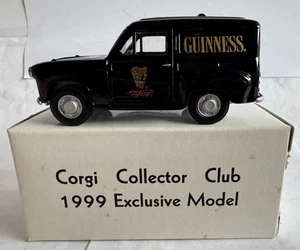 GUINNESS.
Corgi Collector Club
1999 Exclusive Model